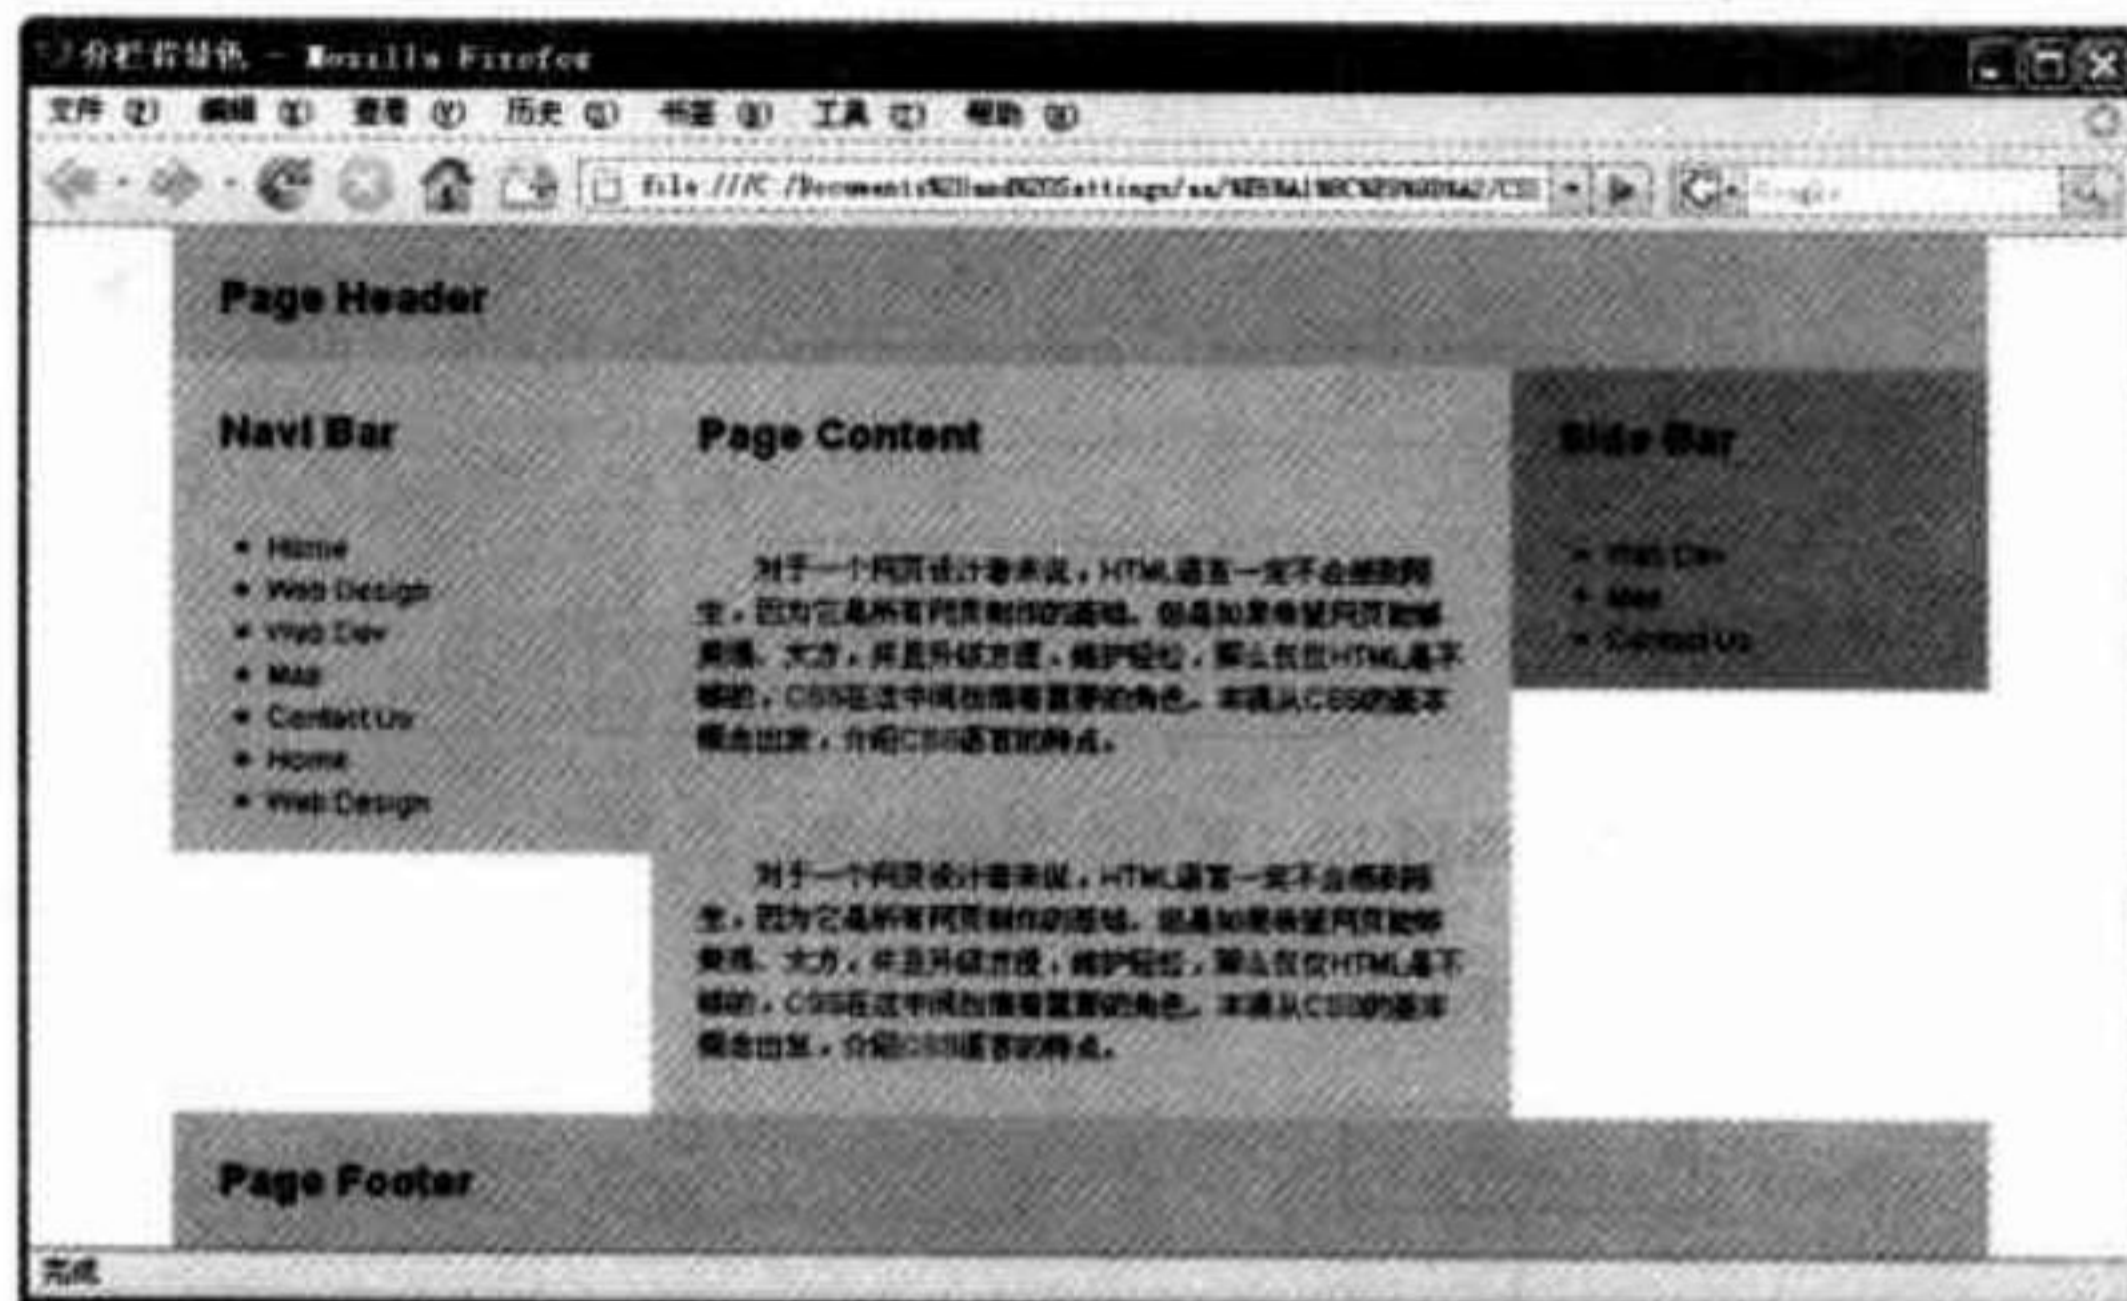 分栏背景色 - Mozilla Firefox
文件 编辑 查看 历史 书签 工具 帮助
file:///C:/Documents%20and%20Settings/
Page Header
Navi Bar
Home
Web Design
Web Dev
Map
Contact Us
Home
Web Design
Page Content
对于一个网页设计者来说，HTML语言一定不会感到陌
生，因为它是所有网页制作的基础。但是如果希望网页能够
美观、大方，并且升级方便，维护轻松，那么仅仅HTML是不
够的，CSS在这中间扮演着重要的角色。本课从CSS的基本
概念出发，介绍CSS语言的特点。
对于一个网页设计者来说，HTML语言一定不会感到陌
生，因为它是所有网页制作的基础。但是如果希望网页能够
美观、大方，并且升级方便，维护轻松，那么仅仅HTML是不
够的，CSS在这中间扮演着重要的角色。本课从CSS的基本
概念出发，介绍CSS语言的特点。
Side Bar
Web Dev
Map
Contact Us
Page Footer
完成